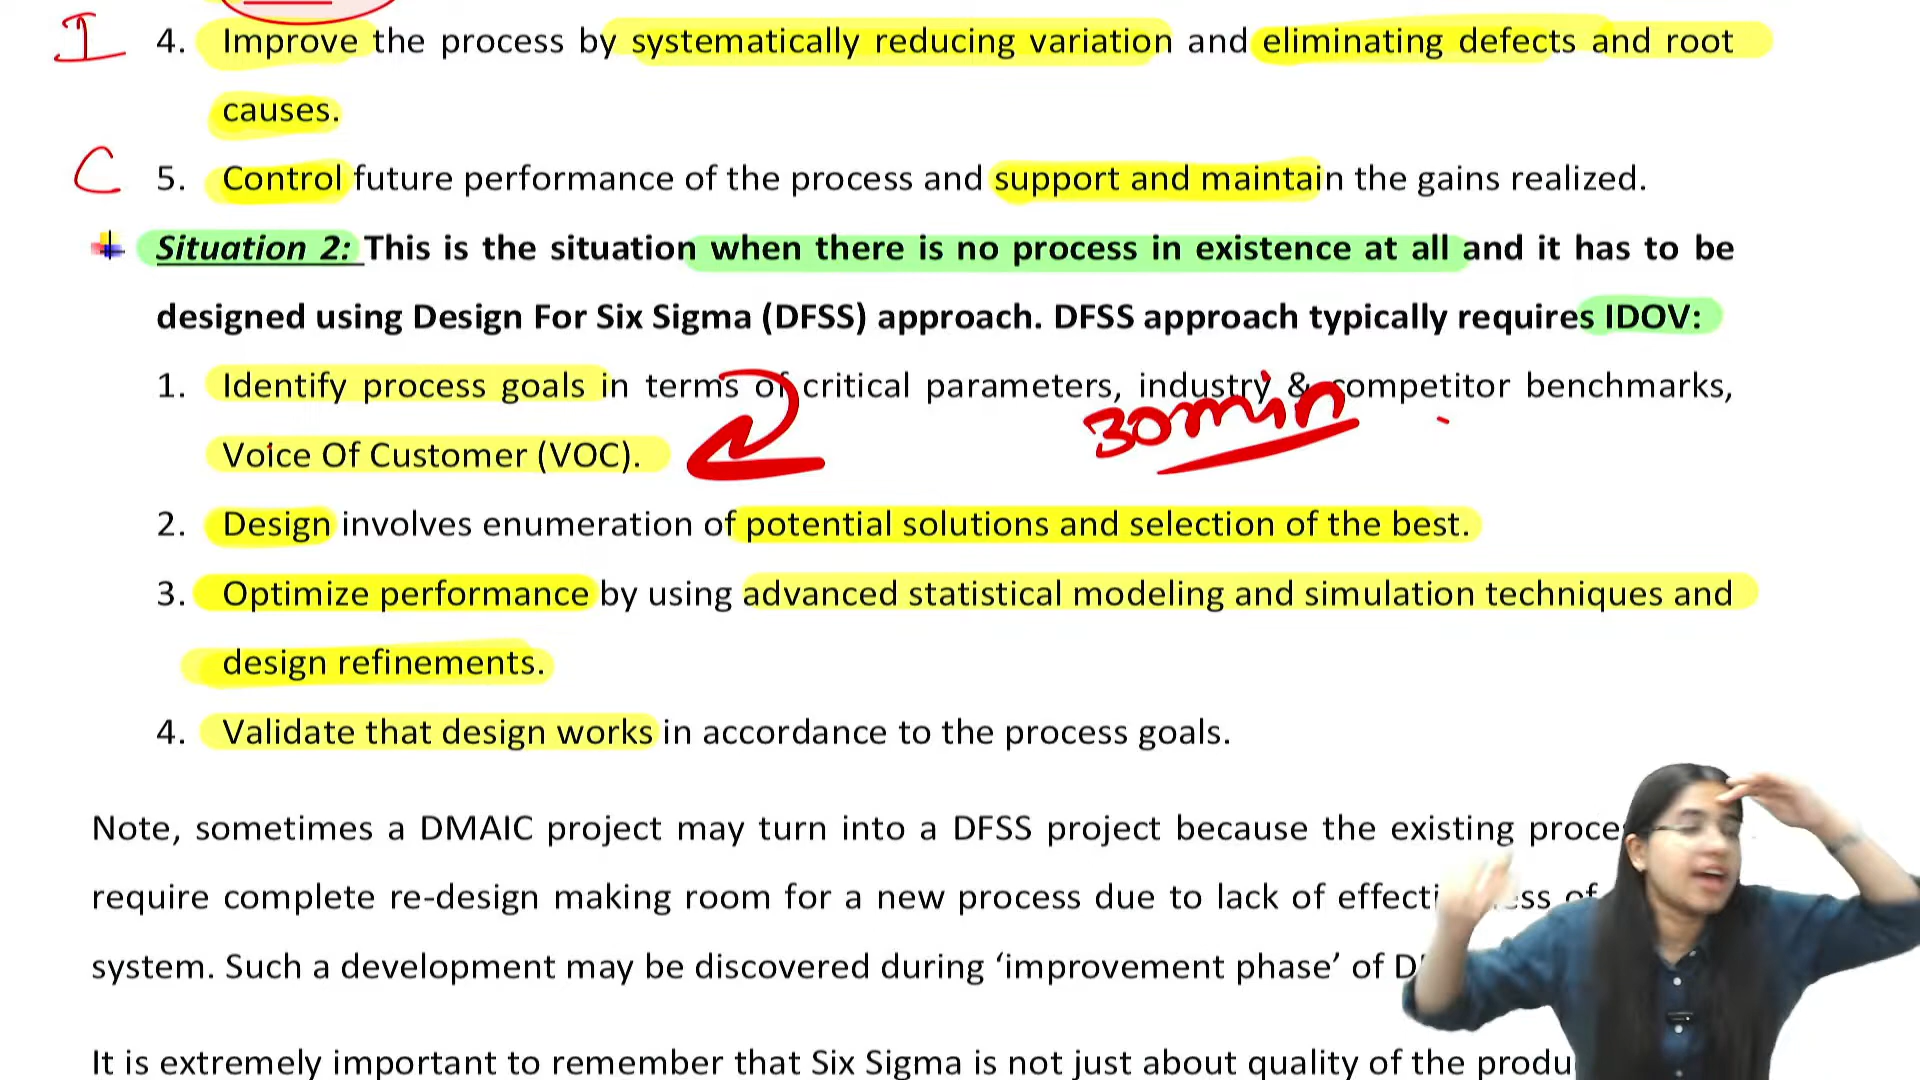 I 4. Improve the process by systematically reducing variation and eliminating defects and root
causes.
C 5. Control future performance of the process and support and maintain the gains realized.
Situation 2: This is the situation when there is no process in existence at all and it has to be
designed using Design For Six Sigma (DFSS) approach. DFSS approach typically requires IDOV:
1. Identify process goals in terms of critical parameters, industry & competitor benchmarks,
30min
Voice Of Customer (VOC).
2. Design involves enumeration of potential solutions and selection of the best.
3. Optimize performance by using advanced statistical modeling and simulation techniques and
design refinements.
4. Validate that design works in accordance to the process goals.
Note, sometimes a DMAIC project may turn into a DFSS project because the existing
require complete re-design making room for a new process due to lack of
system. Such a development may be discovered during ‘improvement phase’ of
It is extremely important to remember that Six Sigma is not just about quality of the